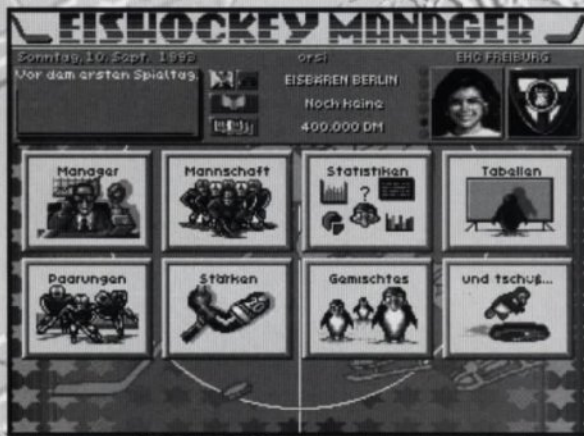 EISHOCKEY MANAGER
Sonntag, 10. Sept. 1993
orsi
EHC FREIBURG
Vor dem ersten Spieltag.
EISBÄREN BERLIN
Noch keine
400.000 DM
Manager
Mannschaft
Statistiken
Tabellen
Paarungen
Stärken
Gemischtes
und tschüß...